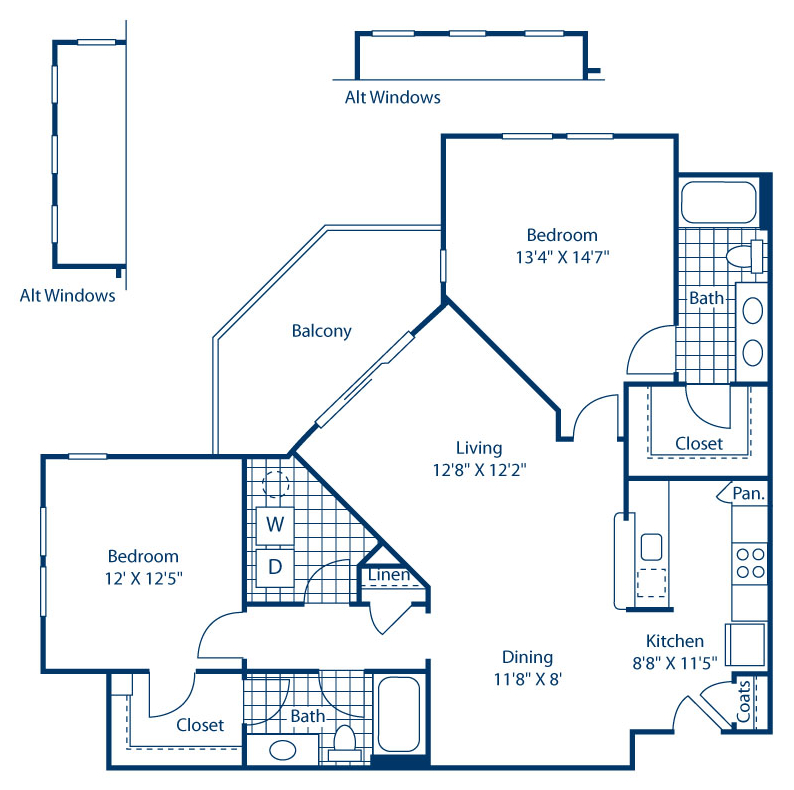 Alt Windows
Alt Windows
Bedroom
13'4" X 14'7"
Bath
Balcony
Closet
Living
12'8" X 12'2"
Pan.
W
D
Linen
Bedroom
12' X 12'5"
Kitchen
8'8" X 11'5"
Dining
11'8" X 8'
Coats
Closet
Bath